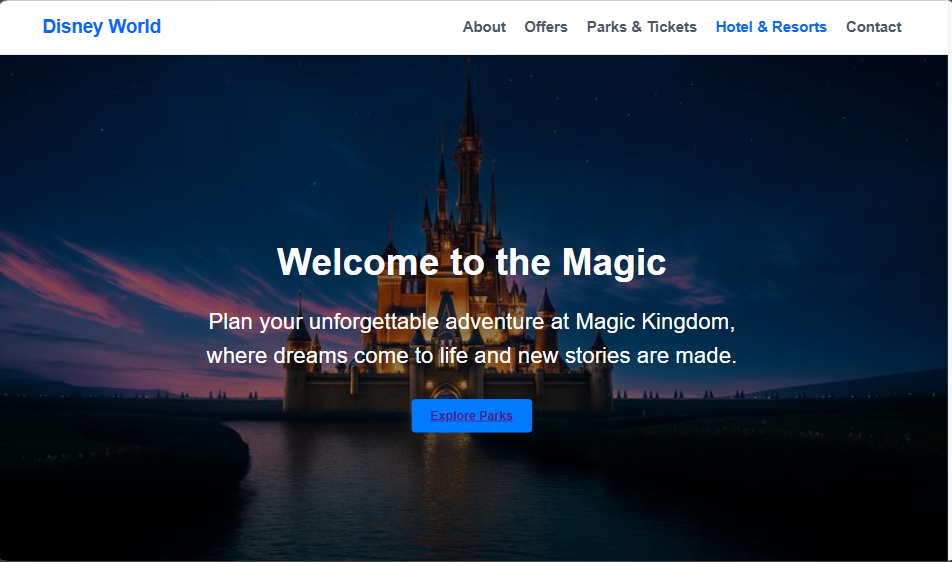 Disney World
About
Offers
Parks & Tickets
Hotel & Resorts
Contact
Welcome to the Magic
Plan your unforgettable adventure at Magic Kingdom,
where dreams come to life and new stories are made.
Explore Parks